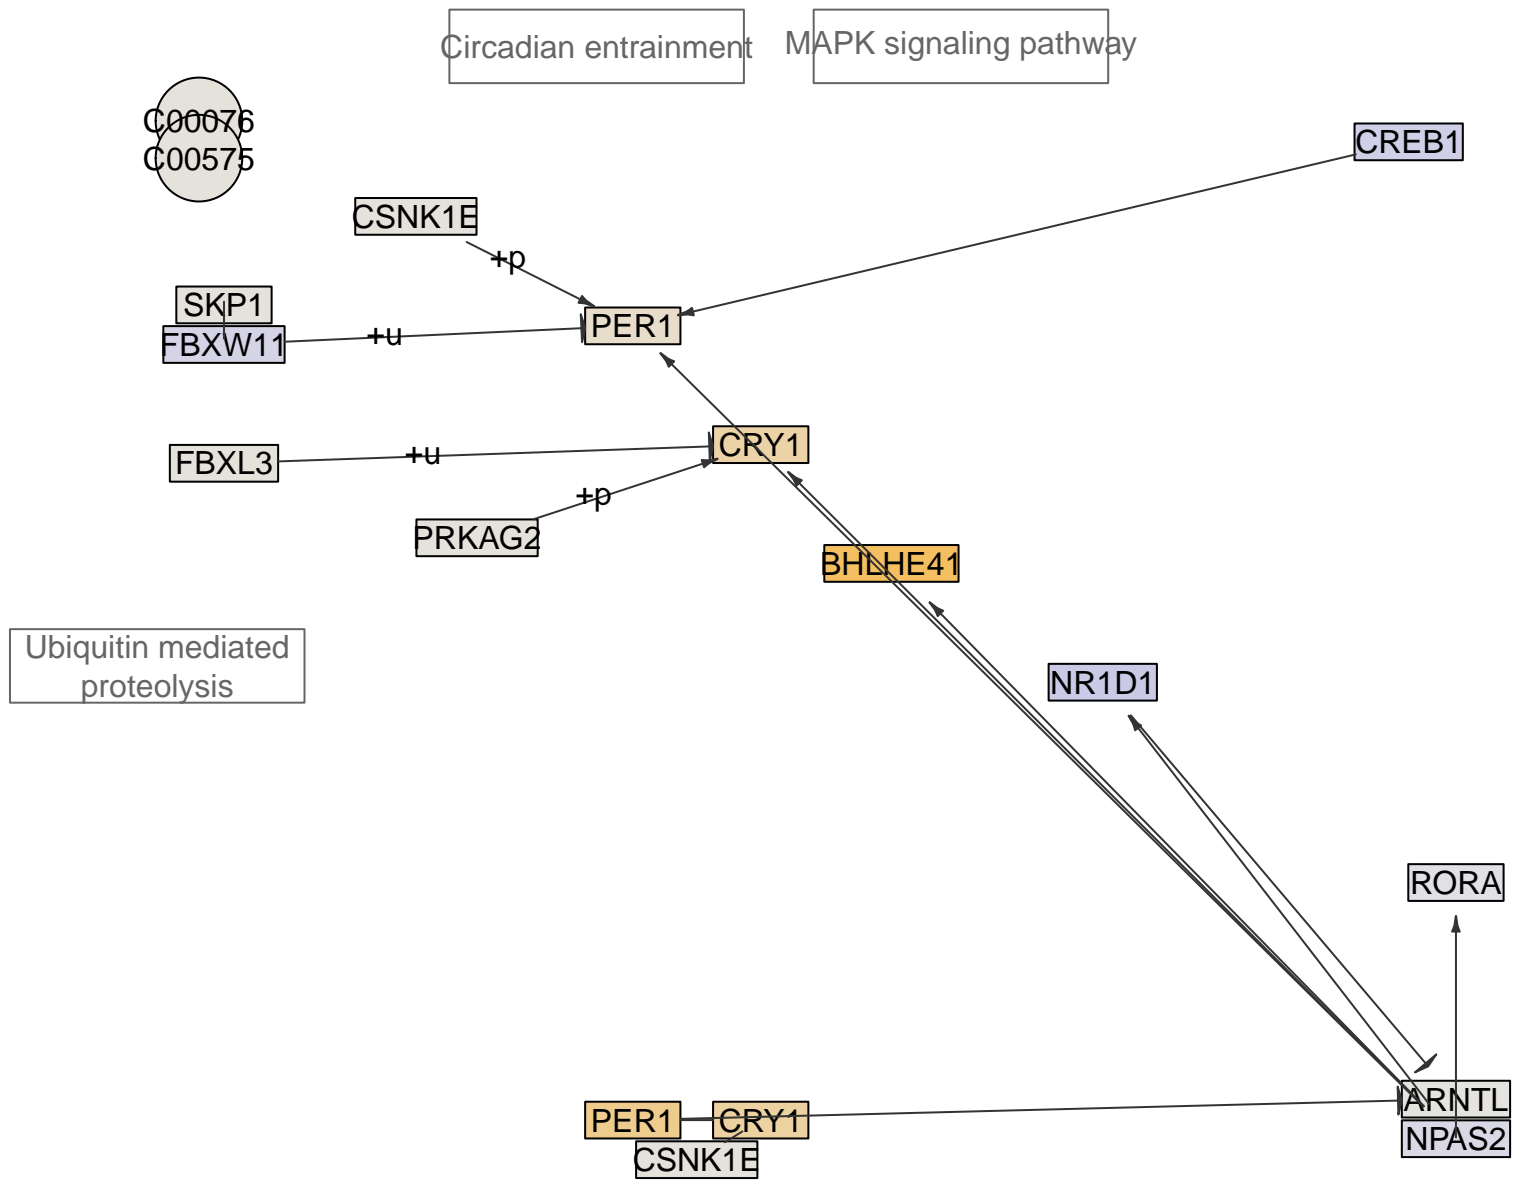 Circadian entrainment
MAPK signaling pathway
C00076
CREB1
C00575
CSNK1E
+p
SKP1
PER1
FBXW11
+u
CRY1
FBXL3
+u
+p
PRKAG2
BHLHE41
Ubiquitin mediated
proteolysis
NR1D1
RORA
ARNTL
PER1
CRY1
NPAS2
CSNK1E